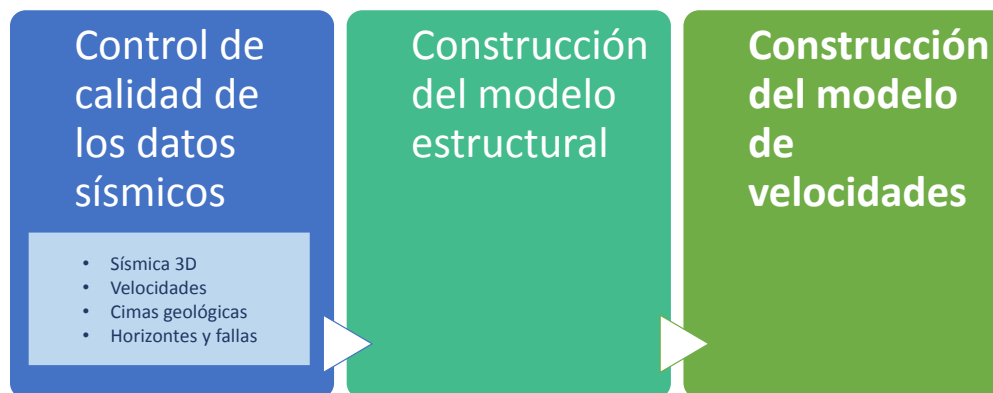 Control de
calidad de
los datos
sísmicos
• Sísmica 3D
• Velocidades
• Cimas geológicas
• Horizontes y fallas
Construcción
del modelo
estructural
Construcción
del modelo
de
velocidades